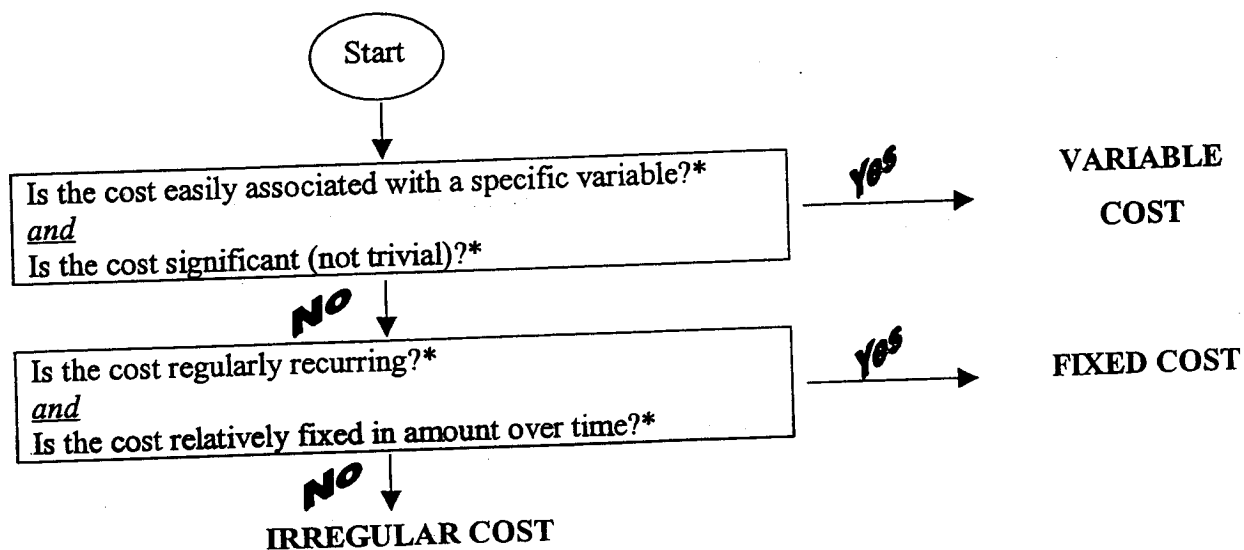 Start
Is the cost easily associated with a specific variable?*
and
Is the cost significant (not trivial)?*
Yes
VARIABLE
COST
No
Is the cost regularly recurring?*
and
Is the cost relatively fixed in amount over time?*
Yes
FIXED COST
No
IRREGULAR COST